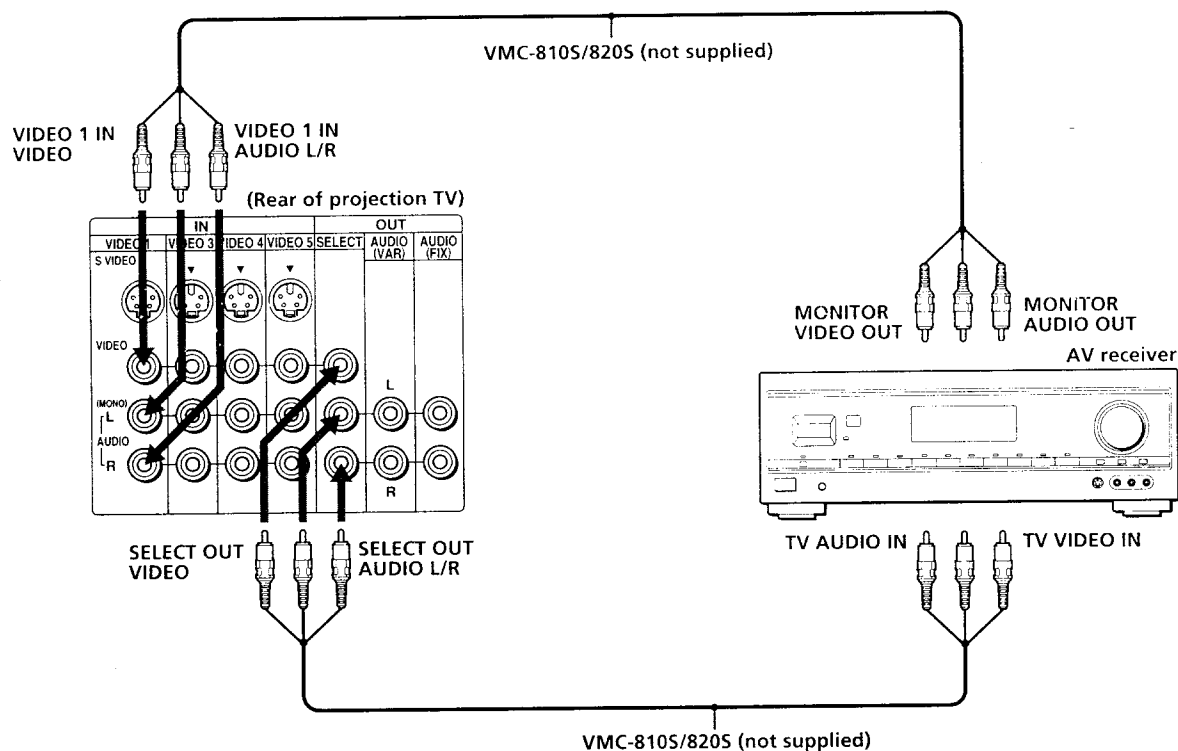 VMC-810S/820S (not supplied)
VIDEO 1 IN
VIDEO
VIDEO 1 IN
AUDIO L/R
(Rear of projection TV)
IN
OUT
VIDEO 1
VIDEO 3
VIDEO 4
VIDEO 5
SELECT
AUDIO
(VAR)
AUDIO
(FIX)
S VIDEO
VIDEO
(MONO)
L
AUDIO
R
L
R
MONITOR
VIDEO OUT
MONITOR
AUDIO OUT
AV receiver
SELECT OUT
VIDEO
SELECT OUT
AUDIO L/R
TV AUDIO IN
TV VIDEO IN
VMC-810S/820S (not supplied)